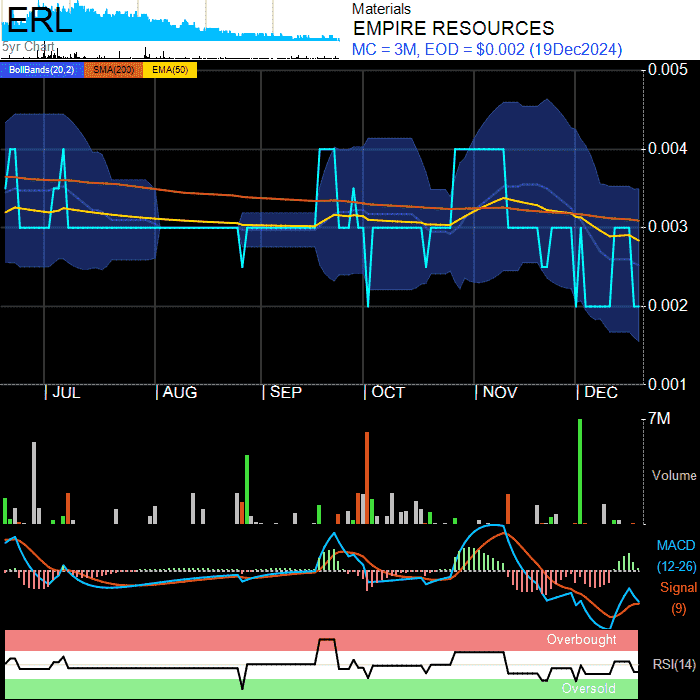 ERL
5yr Chart
Materials
EMPIRE RESOURCES
MC = 3M, EOD = $0.002 (19Dec2024)
BollBands(20,2) SMA(200) EMA(50)
0.005
0.004
0.003
0.002
0.001
| JUL | AUG | SEP | OCT | NOV | DEC
7M
Volume
MACD
(12-26)
Signal
(9)
Overbought
RSI(14)
Oversold